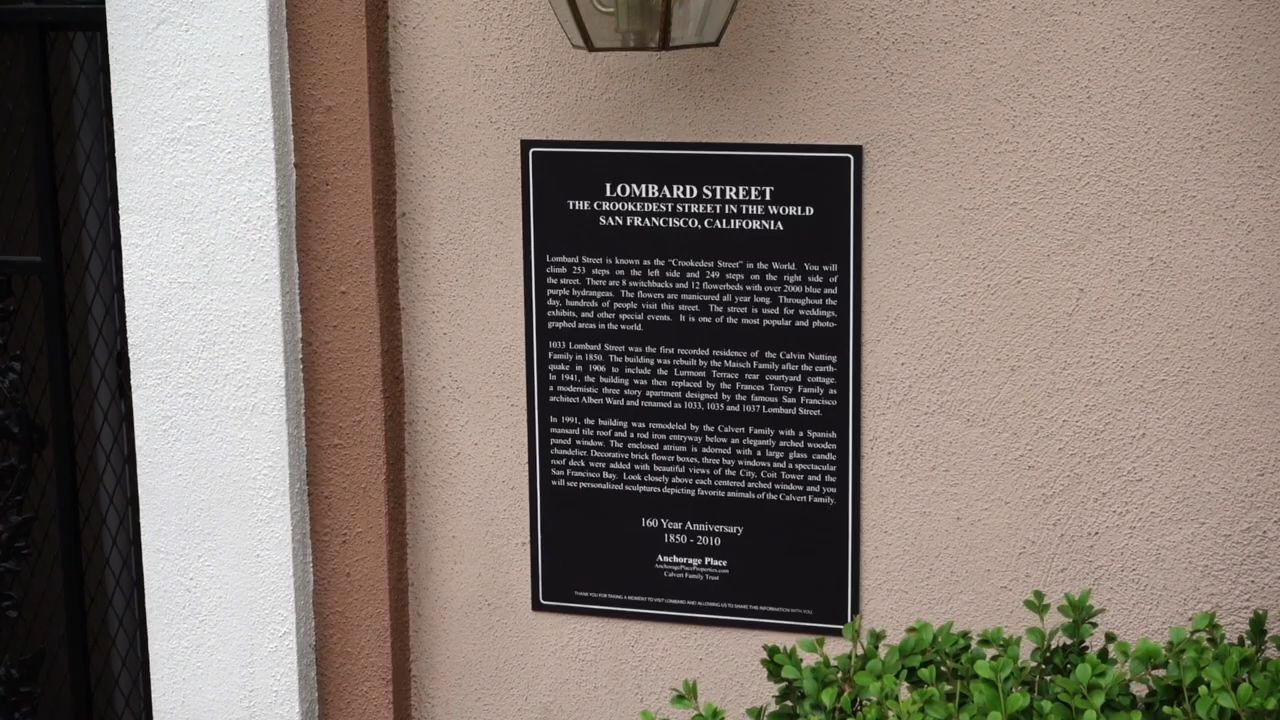 LOMBARD STREET
THE CROOKEDEST STREET IN THE WORLD
SAN FRANCISCO, CALIFORNIA
Lombard Street is known as the "Crookedest Street" in the World. You will
climb 253 steps on the left side and 249 steps on the right side of
the street. There are 8 switchbacks and 12 flowerbeds with over 2000 blue and
purple hydrangeas. The flowers are manicured all year long. Throughout the
day, hundreds of people visit this street. The street is used for weddings,
exhibits, and other special events. It is one of the most popular and photo-
graphed areas in the world.
1033 Lombard Street was the first recorded residence of the Calvin Nutting
Family in 1850. The building was rebuilt by the Maisch Family after the earth-
quake in 1906 to include the Lurmont Terrace rear courtyard cottage.
In 1941, the building was then replaced by the Frances Torrey Family as
a modernistic three story apartment designed by the famous San Francisco
architect Albert Ward and renamed as 1033, 1035 and 1037 Lombard Street.
In 1991, the building was remodeled by the Calvert Family with a Spanish
mansard tile roof and a rod iron entryway below an elegantly arched wooden
paned window. The enclosed atrium is adorned with a large glass candle
chandelier. Decorative brick flower boxes, three bay windows and a spectacular
roof deck were added with beautiful views of the City, Coit Tower and the
San Francisco Bay. Look closely above each centered arched window and you
will see personalized sculptures depicting favorite animals of the Calvert Family.
160 Year Anniversary
1850 - 2010
Anchorage Place
AnchoragePlaceProperties.com
Calvert Family Trust
THANK YOU FOR TAKING A MOMENT TO VISIT LOMBARD AND ALLOWING US TO SHARE THIS INFORMATION WITH YOU